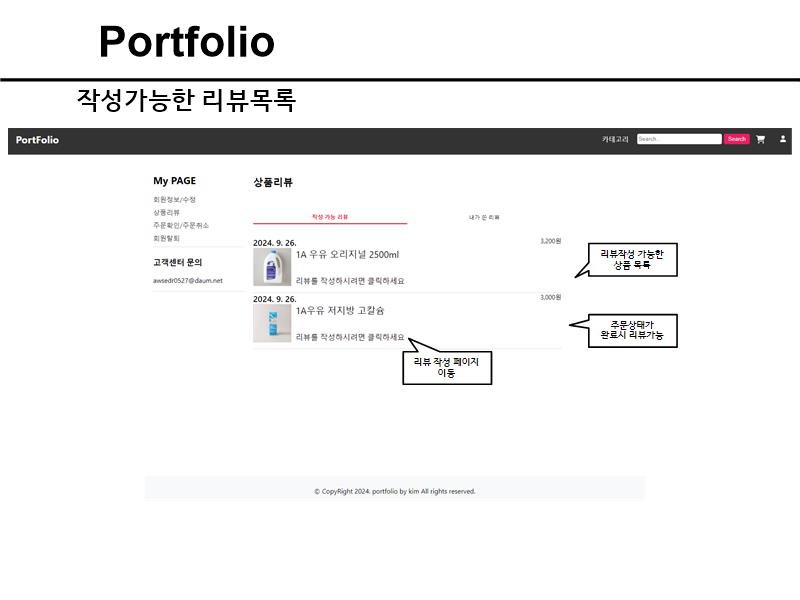 Portfolio
작성가능한 리뷰목록
PortFolio
카테고리
Search...
Search
My PAGE
회원정보/수정
상품리뷰
주문확인/주문취소
회원탈퇴
고객센터 문의
awsedr0527@daum.net
상품리뷰
작성 가능 리뷰
내가 쓴 리뷰
2024. 9. 26.
3,200원
1A 우유 오리지널 2500ml
리뷰를 작성하시려면 클릭하세요
2024. 9. 26.
3,000원
1A우유 저지방 고칼슘
리뷰를 작성하시려면 클릭하세요
리뷰작성 가능한
상품 목록
주문상태가
완료시 리뷰가능
리뷰 작성 페이지
이동
© CopyRight 2024. portfolio by kim All rights reserved.